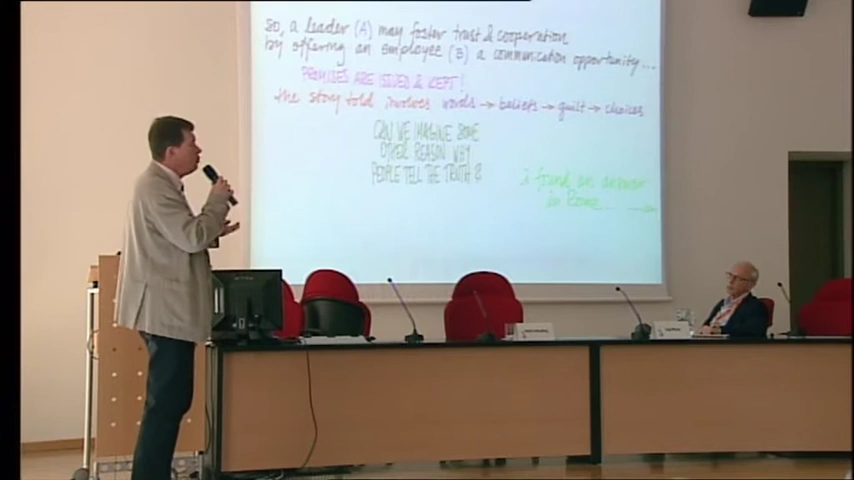 so, a leader (A) may foster trust & cooperation
by offering an employee (B) a communication opportunity...
PROMISES ARE ISSUED & KEPT!
the story told involves words → beliefs → guilt → choices
CAN WE IMAGINE SOME
OTHER REASON WHY
PEOPLE TELL THE TRUTH?
i found an answer
in Rome...